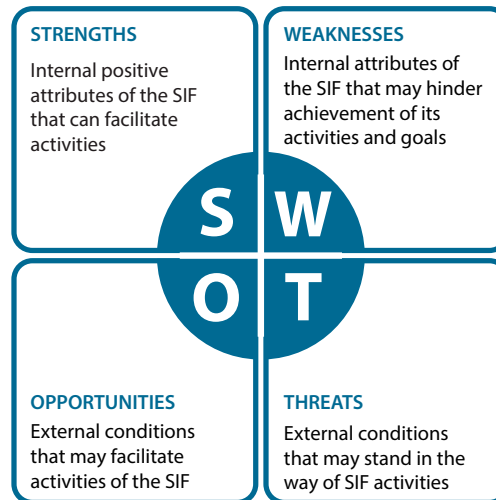 STRENGTHS
Internal positive
attributes of the SIF
that can facilitate
activities
WEAKNESSES
Internal attributes of
the SIF that may hinder
achievement of its
activities and goals
S W
O T
OPPORTUNITIES
External conditions
that may facilitate
activities of the SIF
THREATS
External conditions
that may stand in the
way of SIF activities